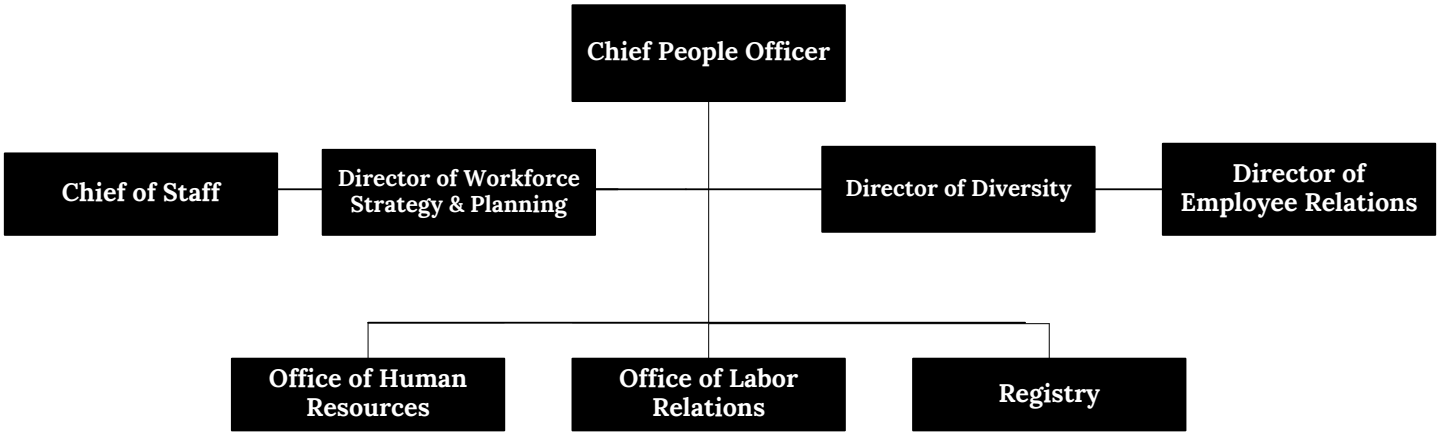 Chief People Officer
Chief of Staff
Director of Workforce
Strategy & Planning
Director of Diversity
Director of
Employee Relations
Office of Human
Resources
Office of Labor
Relations
Registry